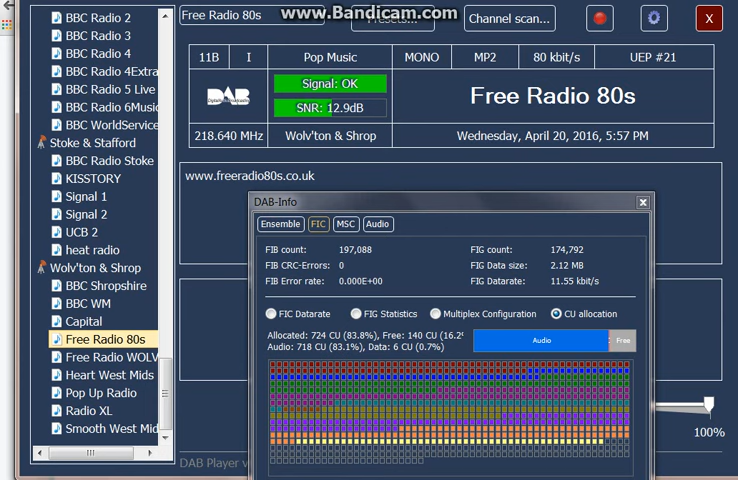 www.Bandicam.com
BBC Radio 2
BBC Radio 3
BBC Radio 4
BBC Radio 4Extra
BBC Radio 5 Live
BBC Radio 6Music
BBC WorldService
Stoke & Stafford
BBC Radio Stoke
KISSTORY
Signal 1
Signal 2
UCB 2
heat radio
Wolv'ton & Shrop
BBC Shropshire
BBC WM
Capital
Free Radio 80s
Free Radio WOLV
Heart West Mids
Pop Up Radio
Radio XL
Smooth West Mid
Free Radio 80s
Presets...
Channel scan...
X
11B I Pop Music MONO MP2 80 kbit/s UEP #21
DAB
Signal: OK
SNR: 12.9dB
Free Radio 80s
218.640 MHz Wolv'ton & Shrop Wednesday, April 20, 2016, 5:57 PM
www.freeradio80s.co.uk
DAB-Info
x
Ensemble FIC MSC Audio
FIB count: 197,088 FIG count: 174,792
FIB CRC-Errors: 0 FIG Data size: 2.12 MB
FIB Error rate: 0.000E+00 FIG Datarate: 11.55 kbit/s
FIC Datarate FIG Statistics Multiplex Configuration CU allocation
Allocated: 724 CU (83.8%), Free: 140 CU (16.2
Audio: 718 CU (83.1%), Data: 6 CU (0.7%)
Audio Free
100%
DAB Player v